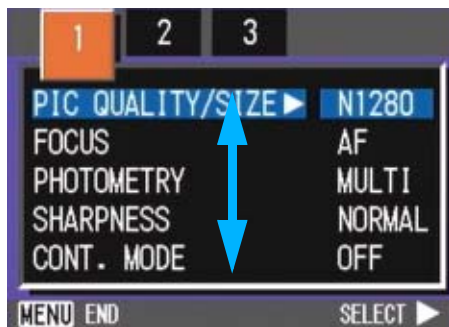 1 2 3
PIC QUALITY/SIZE▶ N1280
FOCUS AF
PHOTOMETRY MULTI
SHARPNESS NORMAL
CONT. MODE OFF
MENU END SELECT ▶